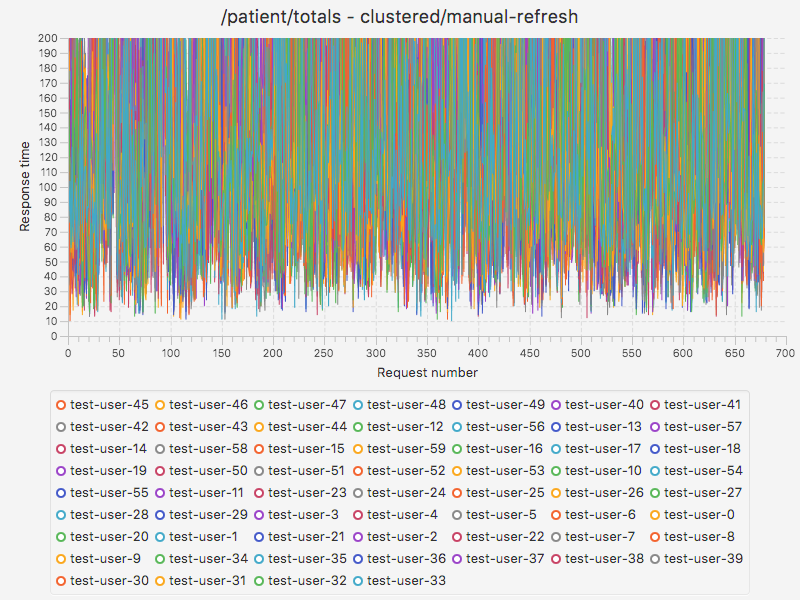 /patient/totals - clustered/manual-refresh
200
190
180
170
160
150
140
130
120
110
100
90
80
70
60
50
40
30
20
10
0
Response time
0 50 100 150 200 250 300 350 400 450 500 550 600 650 700
Request number
test-user-45 test-user-46 test-user-47 test-user-48 test-user-49 test-user-40 test-user-41
test-user-42 test-user-43 test-user-44 test-user-12 test-user-56 test-user-13 test-user-57
test-user-14 test-user-58 test-user-15 test-user-59 test-user-16 test-user-17 test-user-18
test-user-19 test-user-50 test-user-51 test-user-52 test-user-53 test-user-10 test-user-54
test-user-55 test-user-11 test-user-23 test-user-24 test-user-25 test-user-26 test-user-27
test-user-28 test-user-29 test-user-3 test-user-4 test-user-5 test-user-6 test-user-0
test-user-20 test-user-1 test-user-21 test-user-2 test-user-22 test-user-7 test-user-8
test-user-9 test-user-34 test-user-35 test-user-36 test-user-37 test-user-38 test-user-39
test-user-30 test-user-31 test-user-32 test-user-33